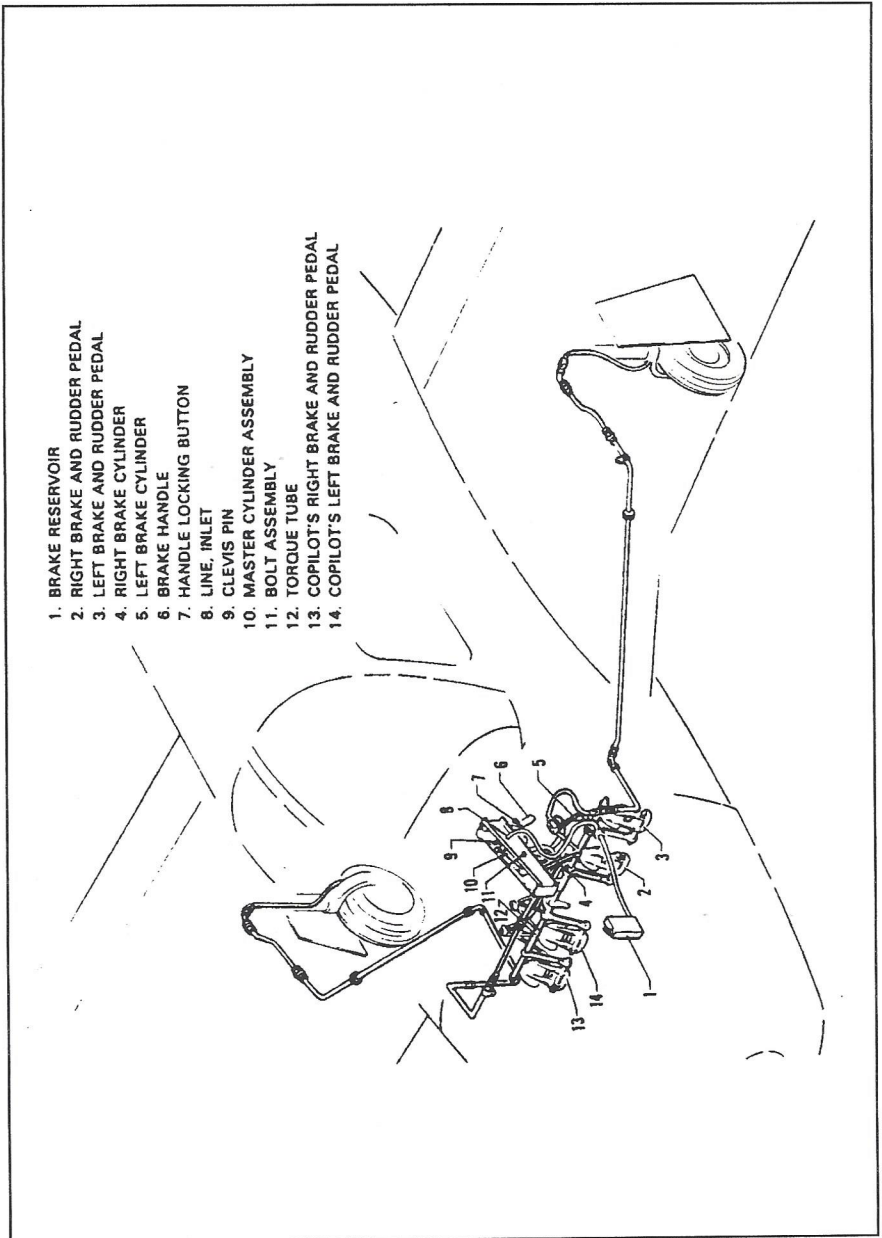 1. BRAKE RESERVOIR
2. RIGHT BRAKE AND RUDDER PEDAL
3. LEFT BRAKE AND RUDDER PEDAL
4. RIGHT BRAKE CYLINDER
5. LEFT BRAKE CYLINDER
6. BRAKE HANDLE
7. HANDLE LOCKING BUTTON
8. LINE, INLET
9. CLEVIS PIN
10. MASTER CYLINDER ASSEMBLY
11. BOLT ASSEMBLY
12. TORQUE TUBE
13. COPILOT'S RIGHT BRAKE AND RUDDER PEDAL
14. COPILOT'S LEFT BRAKE AND RUDDER PEDAL
7
8
6
9
5
10
11
12
4
3
2
14
13
1